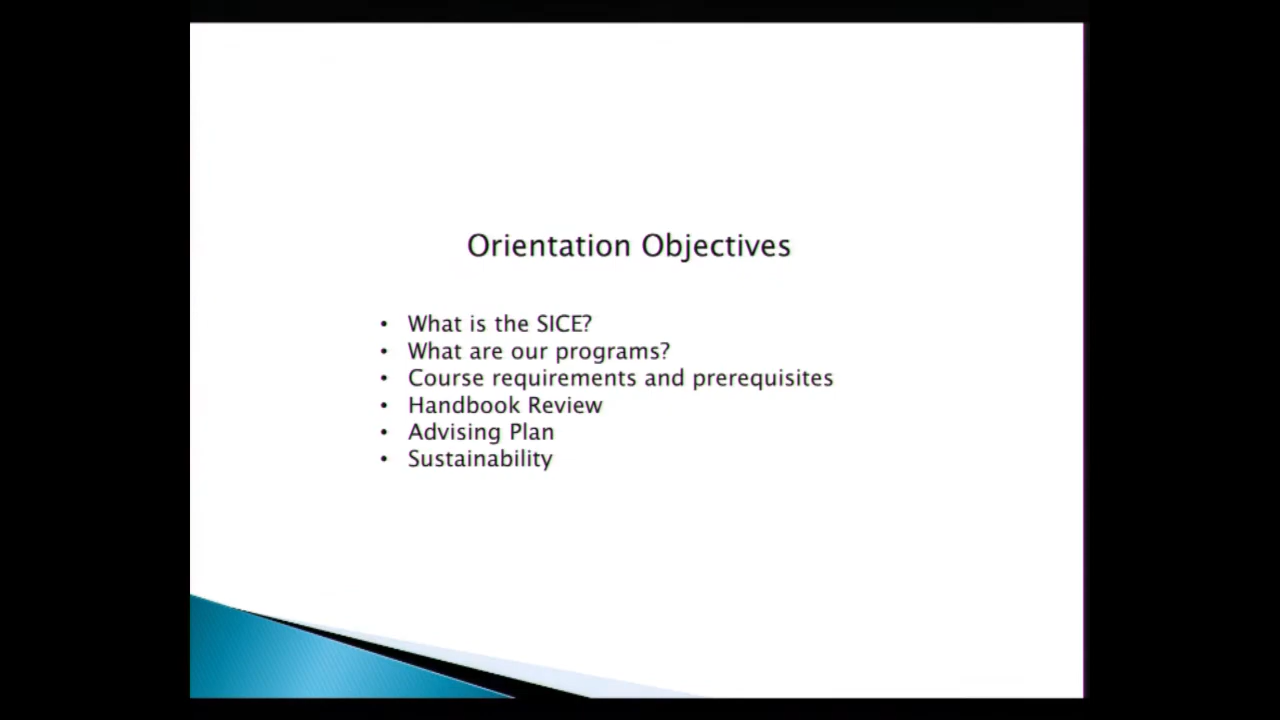 Orientation Objectives
• What is the SICE?
• What are our programs?
• Course requirements and prerequisites
• Handbook Review
• Advising Plan
• Sustainability